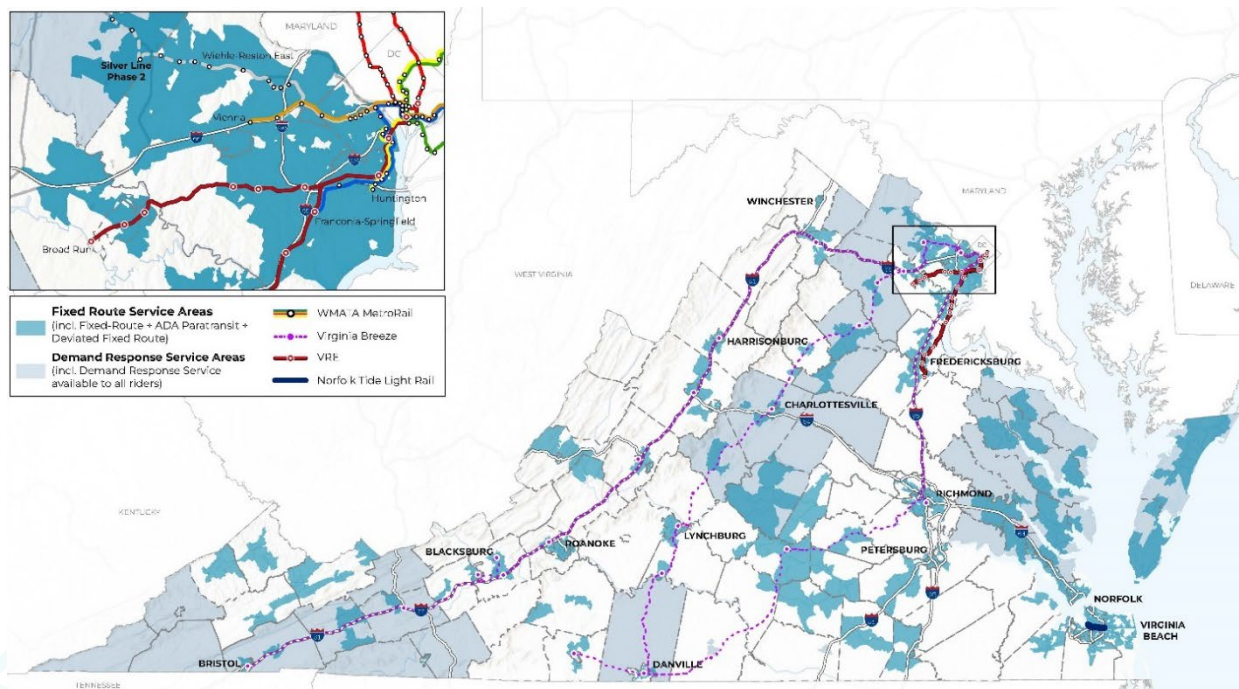 MARYLAND
DC
Wiehle-Reston East
Silver Line
Phase 2
Vienna
Huntington
Franconia-Springfield
Broad Run
Fixed Route Service Areas
(incl. Fixed-Route + ADA Paratransit +
Deviated Fixed Route)
Demand Response Service Areas
(incl. Demand Response Service
available to all riders)
WMATA MetroRail
Virginia Breeze
VRE
Norfolk Tide Light Rail
MARYLAND
WINCHESTER
DC
WEST VIRGINIA
DELAWARE
HARRISONBURG
FREDERICKSBURG
CHARLOTTESVILLE
KENTUCKY
RICHMOND
BLACKSBURG
ROANOKE
LYNCHBURG
PETERSBURG
NORFOLK
VIRGINIA
BEACH
BRISTOL
DANVILLE
TENNESSEE